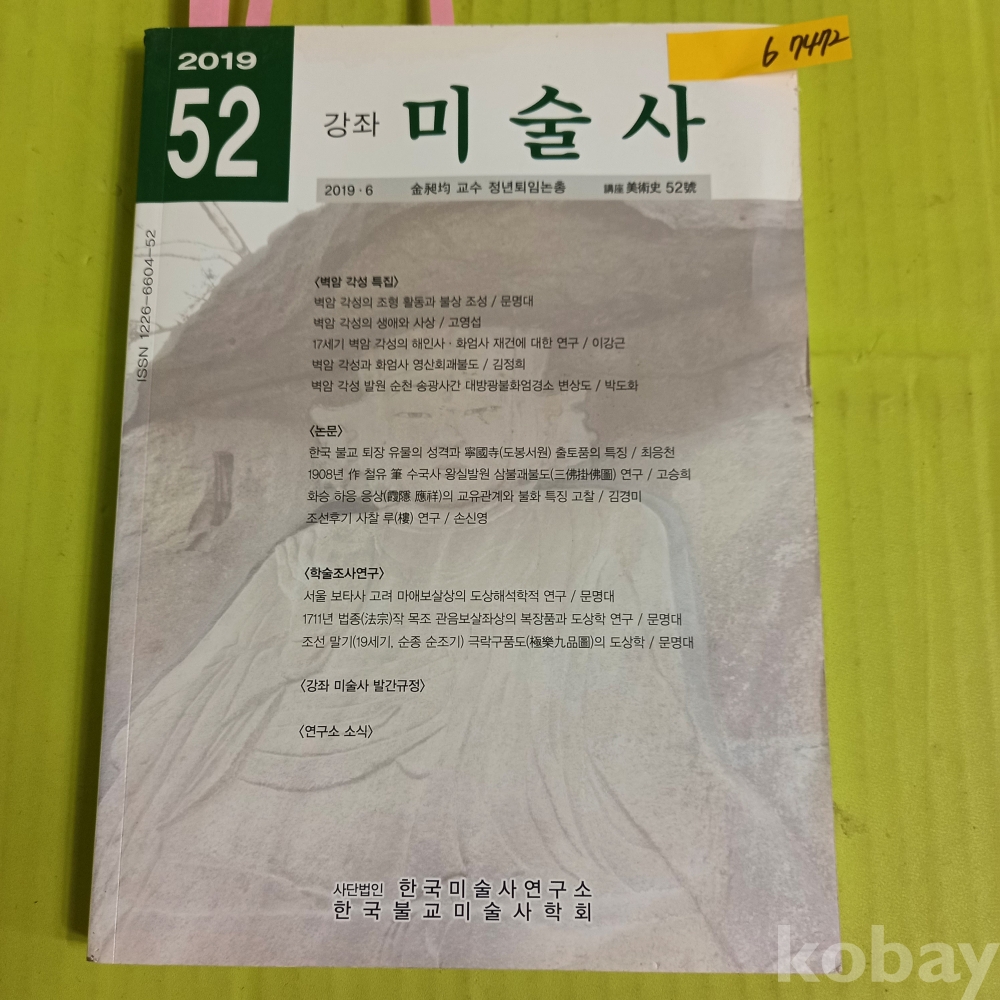 2019
52
강좌 미술사
6 7472
2019·6 金昶均 교수 정년퇴임논총 講座 美術史 52號
ISSN 1226-6604-52
〈벽암 각성 특집〉
벽암 각성의 조형 활동과 불상 조성 / 문명대
벽암 각성의 생애와 사상 / 고영섭
17세기 벽암 각성의 해인사·화엄사 재건에 대한 연구 / 이강근
벽암 각성과 화엄사 영산회괘불도 / 김정희
벽암 각성 발원 순천 송광사간 대방광불화엄경소 변상도 / 박도화
〈논문〉
한국 불교 퇴장 유물의 성격과 寧國寺(도봉서원) 출토품의 특징 / 최응천
1908년 作 철유 筆 수국사 왕실발원 삼불괘불도(三佛掛佛圖) 연구 / 고승희
화승 하응 응상(霞隱 應祥)의 교유관계와 불화 특징 고찰 / 김경미
조선후기 사찰 루(樓) 연구 / 손신영
〈학술조사연구〉
서울 보타사 고려 마애보살상의 도상해석학적 연구 / 문명대
1711년 법종(法宗)작 목조 관음보살좌상의 복장품과 도상학 연구 / 문명대
조선 말기(19세기, 순종 순조기) 극락구품도(極樂九品圖)의 도상학 / 문명대
〈강좌 미술사 발간규정〉
〈연구소 소식〉
사단법인 한국미술사연구소
한국불교미술사학회
kobay